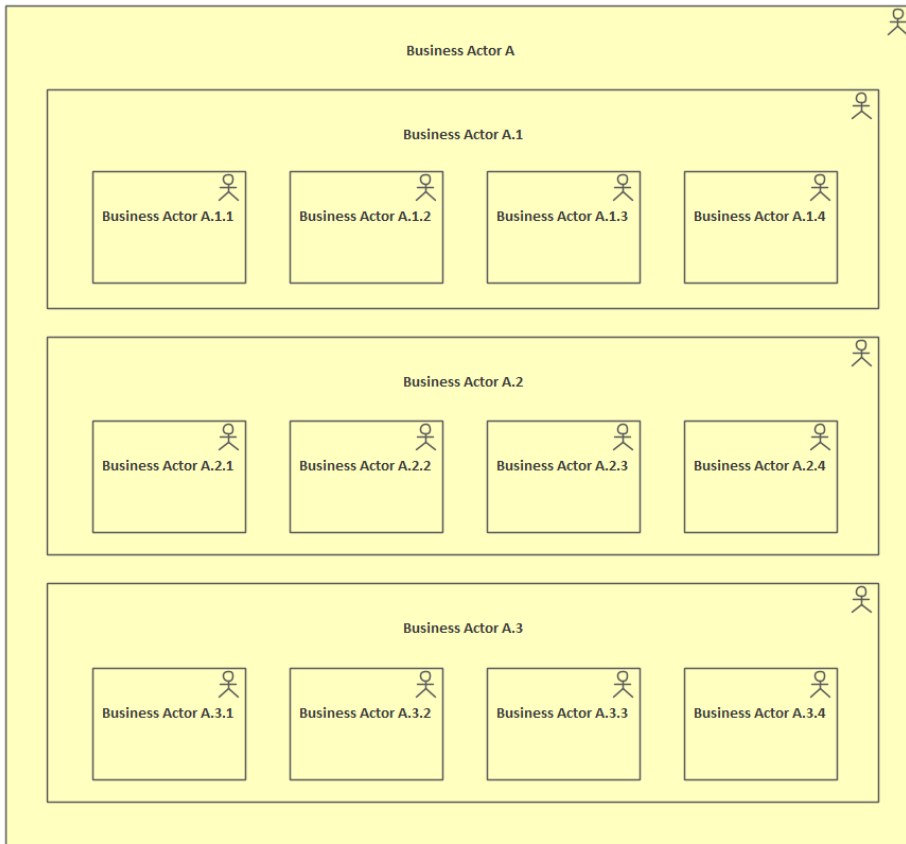 Business Actor A
Business Actor A.1
Business Actor A.1.1
Business Actor A.1.2
Business Actor A.1.3
Business Actor A.1.4
Business Actor A.2
Business Actor A.2.1
Business Actor A.2.2
Business Actor A.2.3
Business Actor A.2.4
Business Actor A.3
Business Actor A.3.1
Business Actor A.3.2
Business Actor A.3.3
Business Actor A.3.4